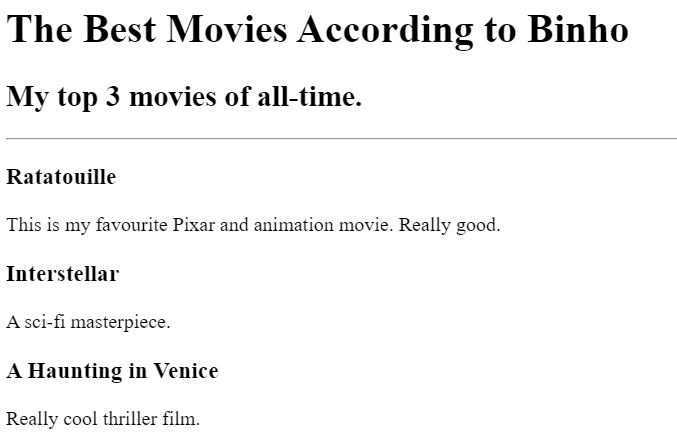 The Best Movies According to Binho
My top 3 movies of all-time.
Ratatouille
This is my favourite Pixar and animation movie. Really good.
Interstellar
A sci-fi masterpiece.
A Haunting in Venice
Really cool thriller film.